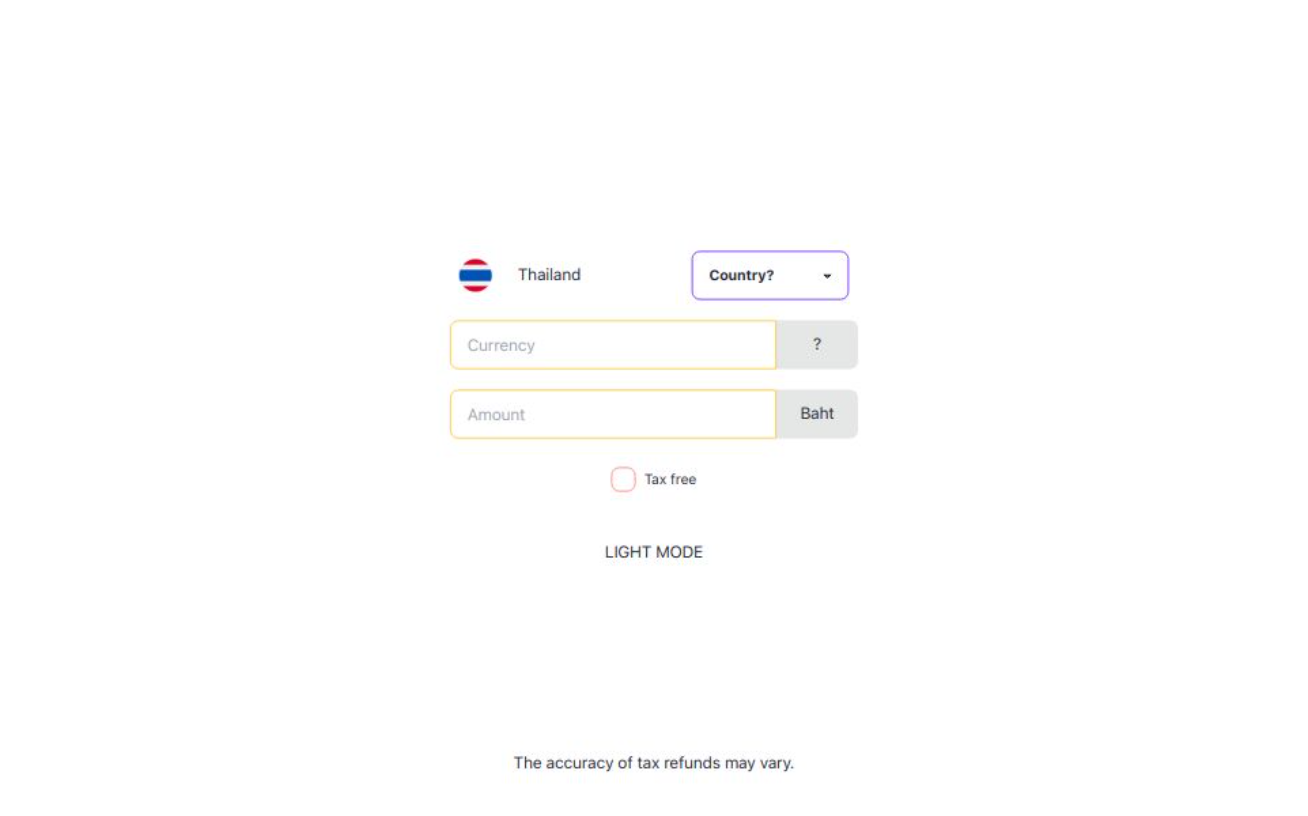 Thailand
Country?
Currency
?
Amount
Baht
Tax free
LIGHT MODE
The accuracy of tax refunds may vary.